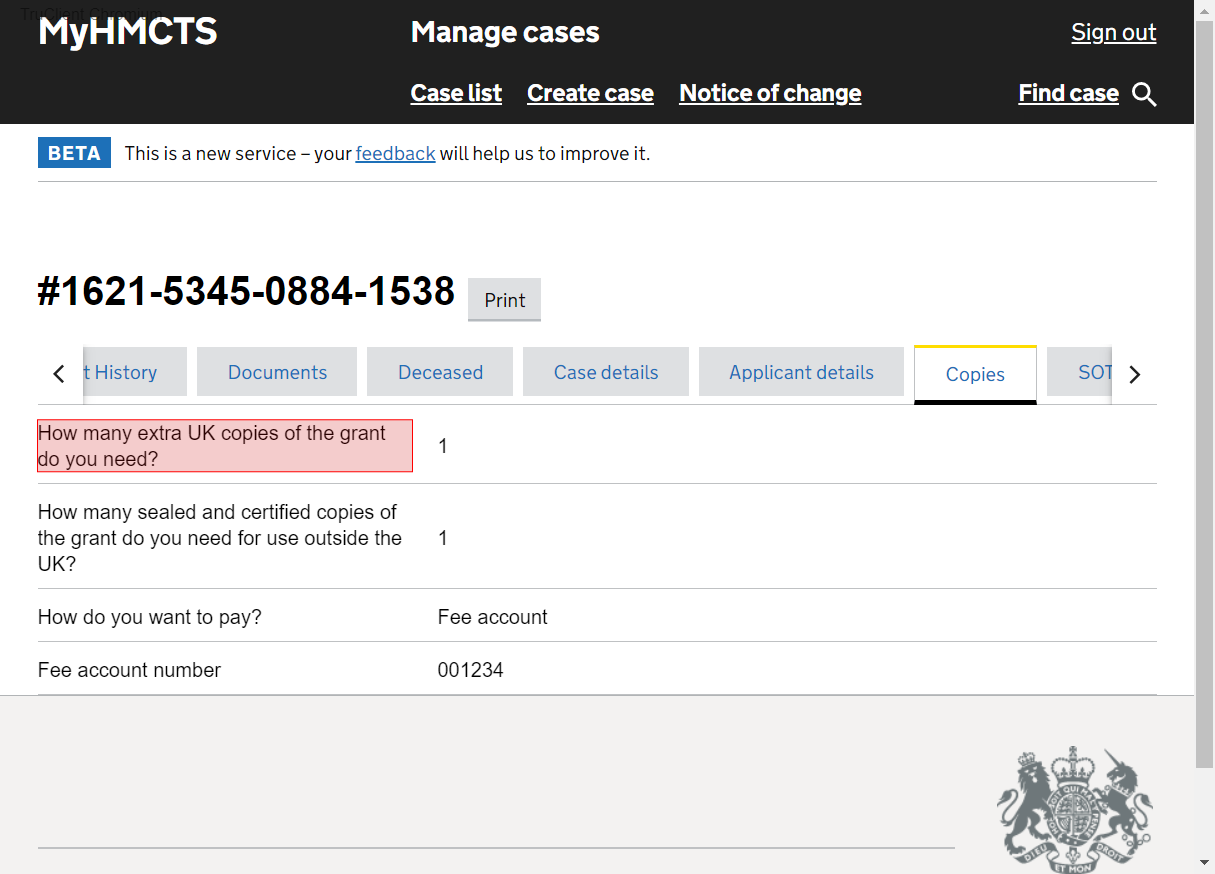 TruClient Chromium
MyHMCTS
Manage cases
Sign out
Case list
Create case
Notice of change
Find case
BETA
This is a new service – your feedback will help us to improve it.
#1621-5345-0884-1538
Print
t History
Documents
Deceased
Case details
Applicant details
Copies
SOT
How many extra UK copies of the grant
do you need?
1
How many sealed and certified copies of
the grant do you need for use outside the
UK?
1
How do you want to pay?
Fee account
Fee account number
001234
DIEU ET MON DROIT